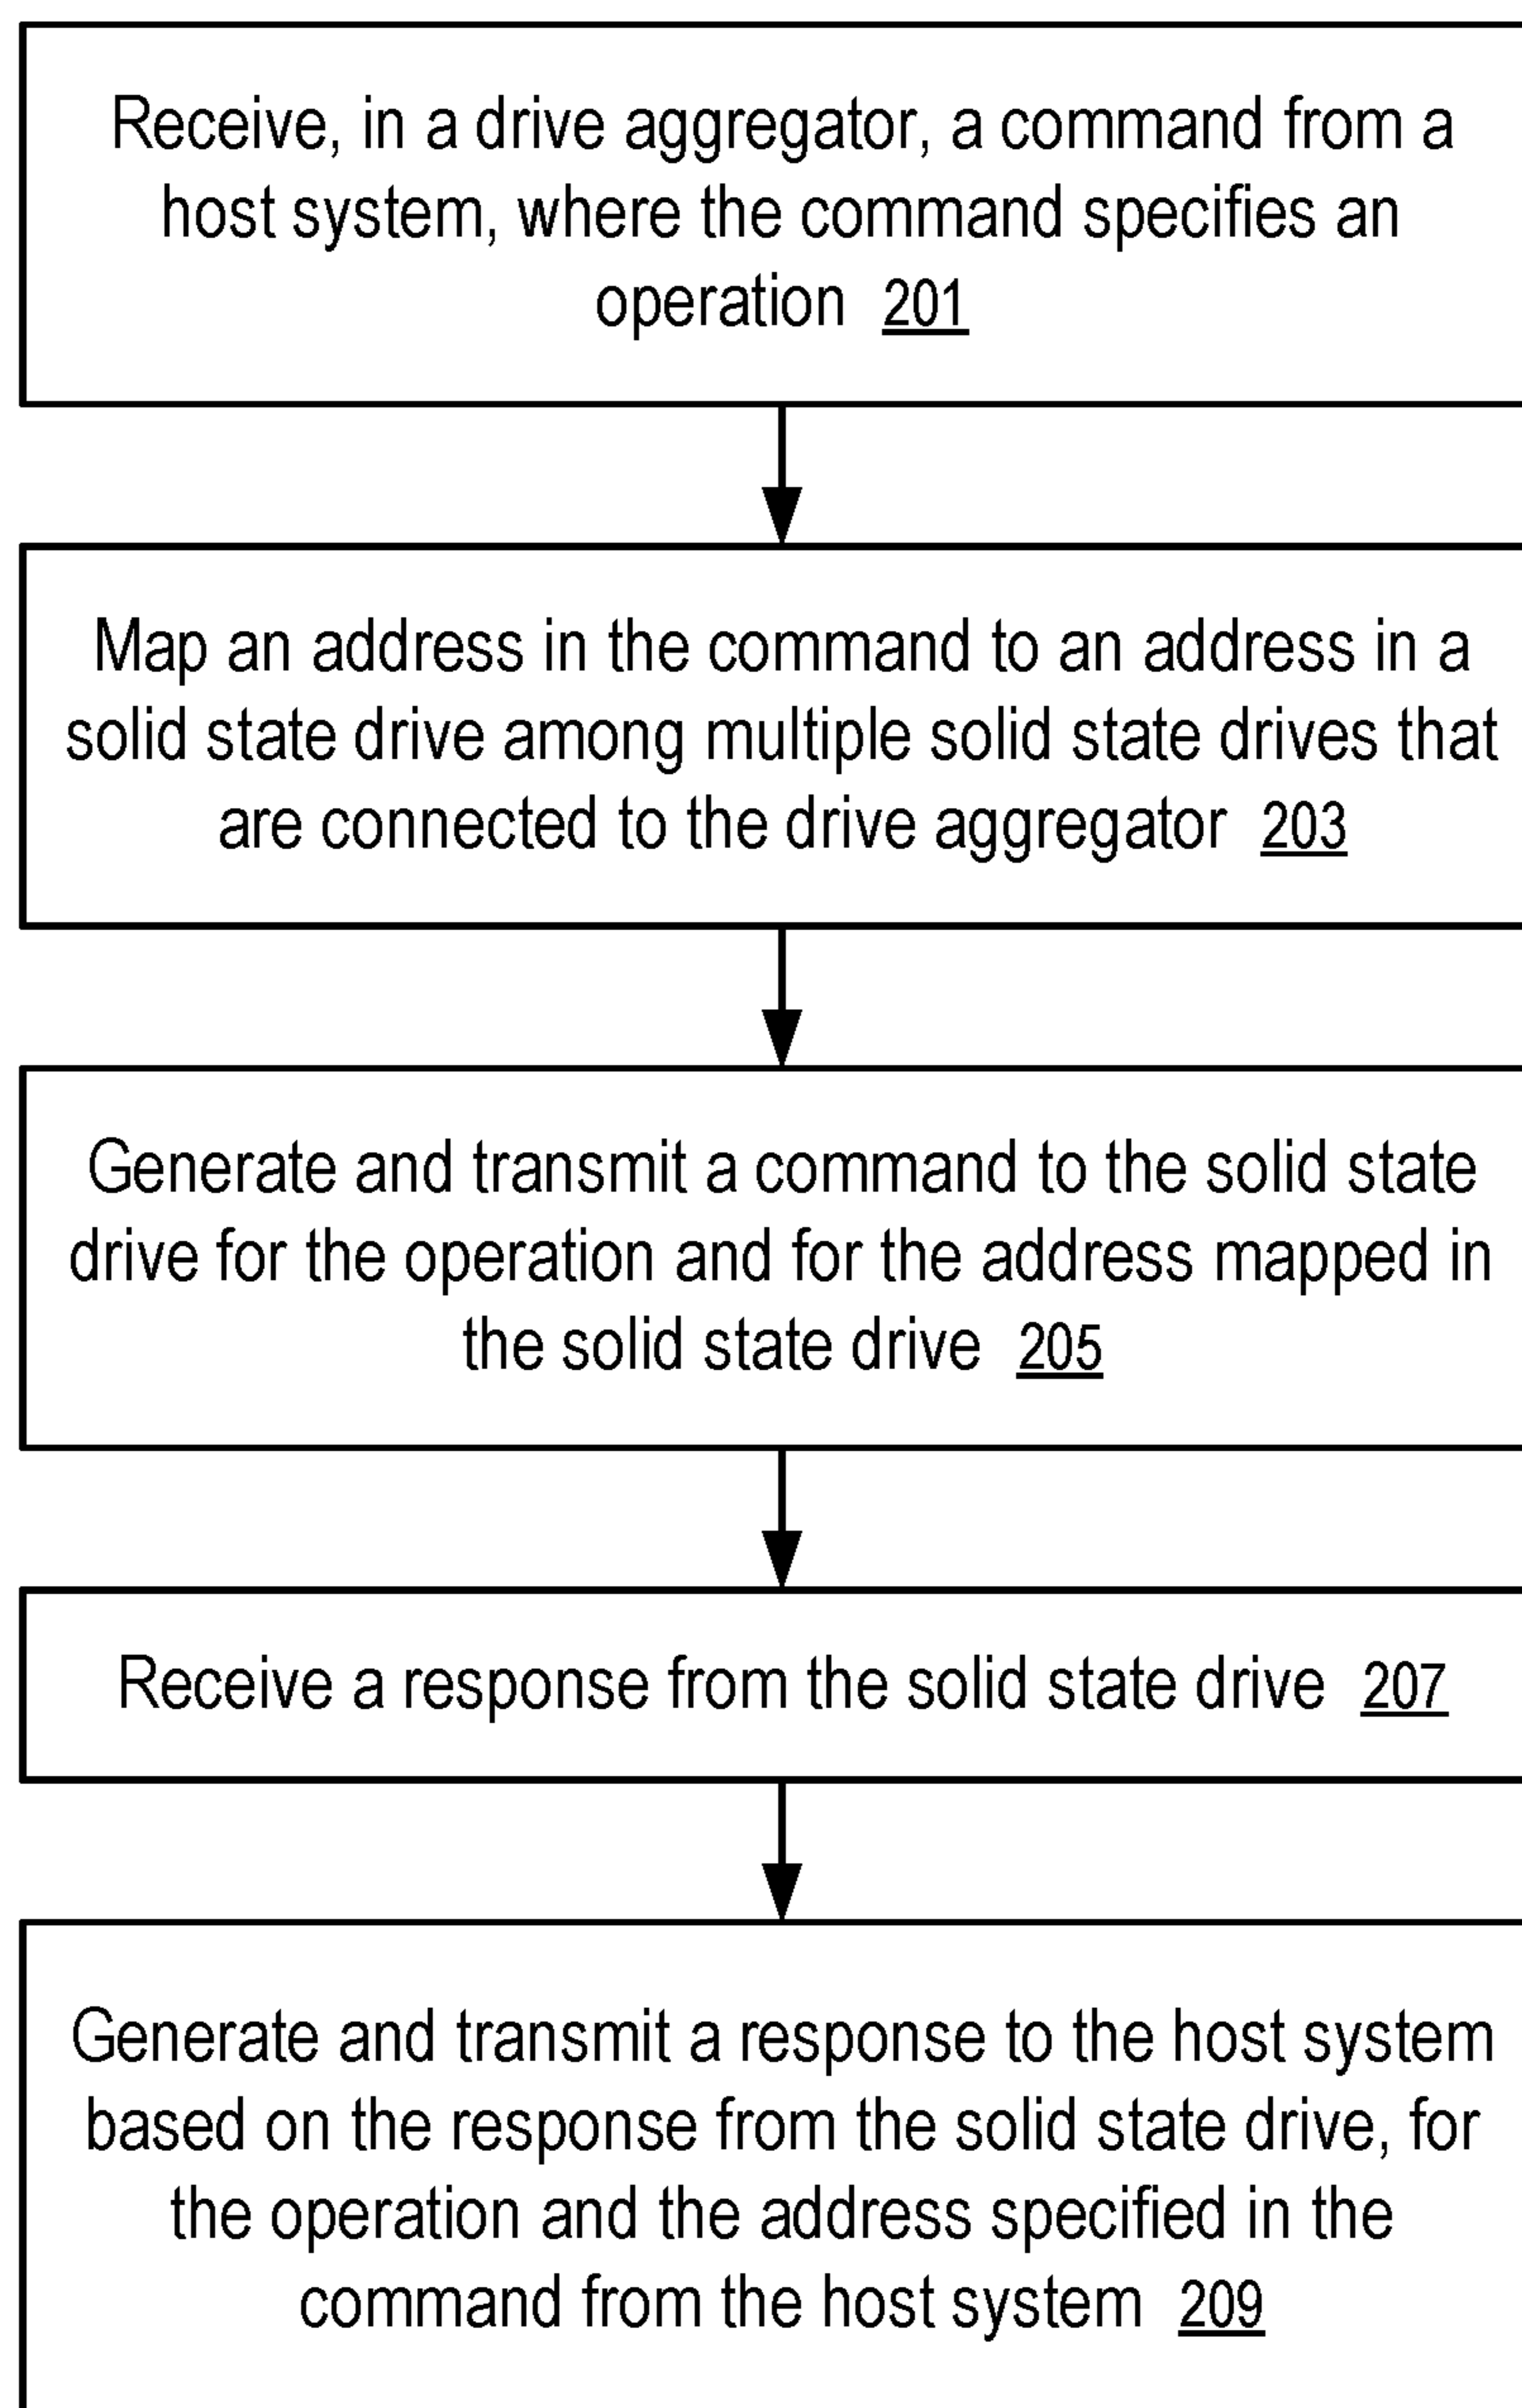 Receive, in a drive aggregator, a command from a
host system, where the command specifies an
operation 201
Map an address in the command to an address in a
solid state drive among multiple solid state drives that
are connected to the drive aggregator 203
Generate and transmit a command to the solid state
drive for the operation and for the address mapped in
the solid state drive 205
Receive a response from the solid state drive 207
Generate and transmit a response to the host system
based on the response from the solid state drive, for
the operation and the address specified in the
command from the host system 209